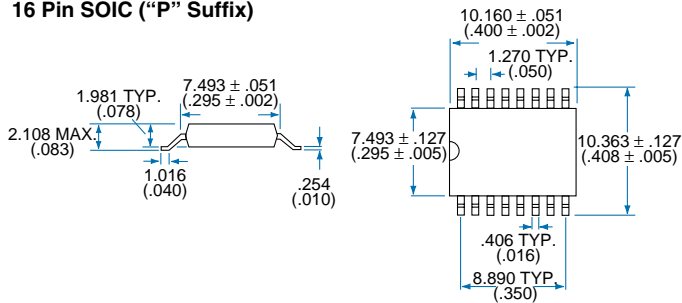 16 Pin SOIC (“P” Suffix)
10.160 ± .051
(.400 ± .002)
1.270 TYP.
(.050)
7.493 ± .051
(.295 ± .002)
1.981 TYP.
(.078)
2.108 MAX.
(.083)
7.493 ± .127
(.295 ± .005)
10.363 ± .127
(.408 ± .005)
1.016
(.040)
.254
(.010)
.406 TYP.
(.016)
8.890 TYP.
(.350)